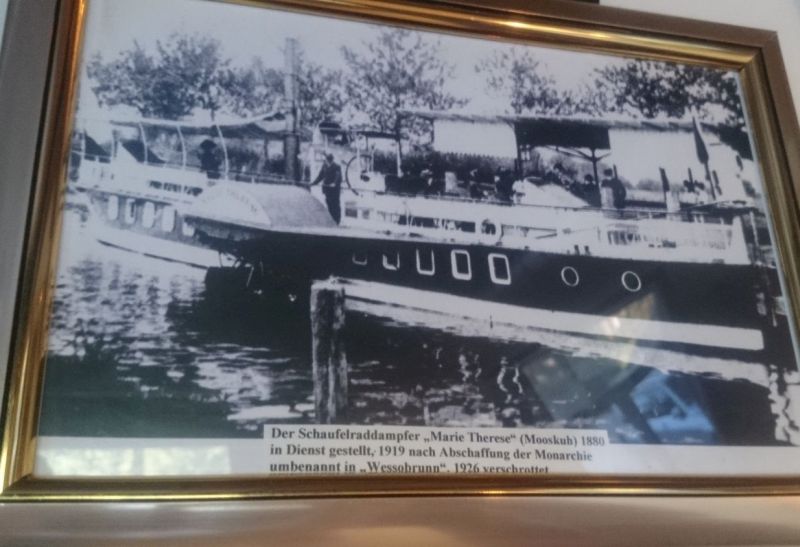 Der Schaufelraddampfer „Marie Therese“ (Mooskuh) 1880
in Dienst gestellt, 1919 nach Abschaffung der Monarchie
umbenannt in „Wessobrunn“, 1926 verschrottet